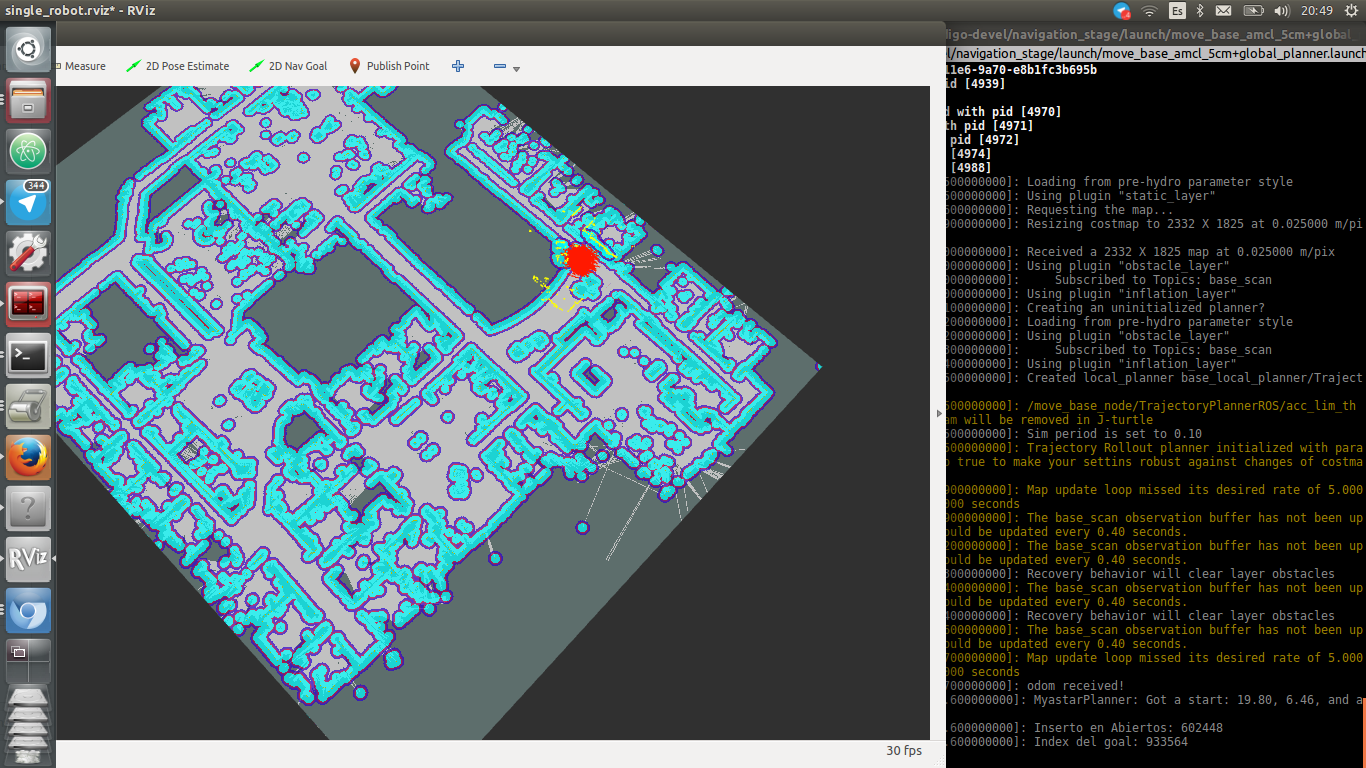 single_robot.rviz* - RViz
Es
20:49
4
Measure
2D Pose Estimate
2D Nav Goal
Publish Point
344
RViz
30 fps
igo-devel/navigation_stage/launch/move_base_amcl_5cm+global_
l/navigation_stage/launch/move_base_amcl_5cm+global_planner.launch
11e6-9a70-e8b1fc3b695b
id [4939]
d with pid [4970]
th pid [4971]
pid [4972]
[4974]
[4988]
500000000]: Loading from pre-hydro parameter style
500000000]: Using plugin "static_layer"
500000000]: Requesting the map...
900000000]: Resizing costmap to 2332 X 1825 at 0.025000 m/pi
000000000]: Received a 2332 X 1825 map at 0.025000 m/pix
000000000]: Using plugin "obstacle_layer"
000000000]: Subscribed to Topics: base_scan
000000000]: Using plugin "inflation_layer"
100000000]: Creating an uninitialized planner?
200000000]: Loading from pre-hydro parameter style
200000000]: Using plugin "obstacle_layer"
300000000]: Subscribed to Topics: base_scan
400000000]: Using plugin "inflation_layer"
500000000]: Created local_planner base_local_planner/Traject
500000000]: /move_base_node/TrajectoryPlannerROS/acc_lim_th
am will be removed in J-turtle
500000000]: Sim period is set to 0.10
500000000]: Trajectory Rollout planner initialized with para
o true to make your settins robust against changes of costma
900000000]: Map update loop missed its desired rate of 5.000
000 seconds
900000000]: The base_scan observation buffer has not been up
ould be updated every 0.40 seconds.
200000000]: The base_scan observation buffer has not been up
ould be updated every 0.40 seconds.
300000000]: Recovery behavior will clear layer obstacles
400000000]: The base_scan observation buffer has not been up
ould be updated every 0.40 seconds.
400000000]: Recovery behavior will clear layer obstacles
600000000]: The base_scan observation buffer has not been up
ould be updated every 0.40 seconds.
700000000]: Map update loop missed its desired rate of 5.000
000 seconds
700000000]: odom received!
.600000000]: MyastarPlanner: Got a start: 19.80, 6.46, and a
.600000000]: Inserto en Abiertos: 602448
.600000000]: Index del goal: 933564